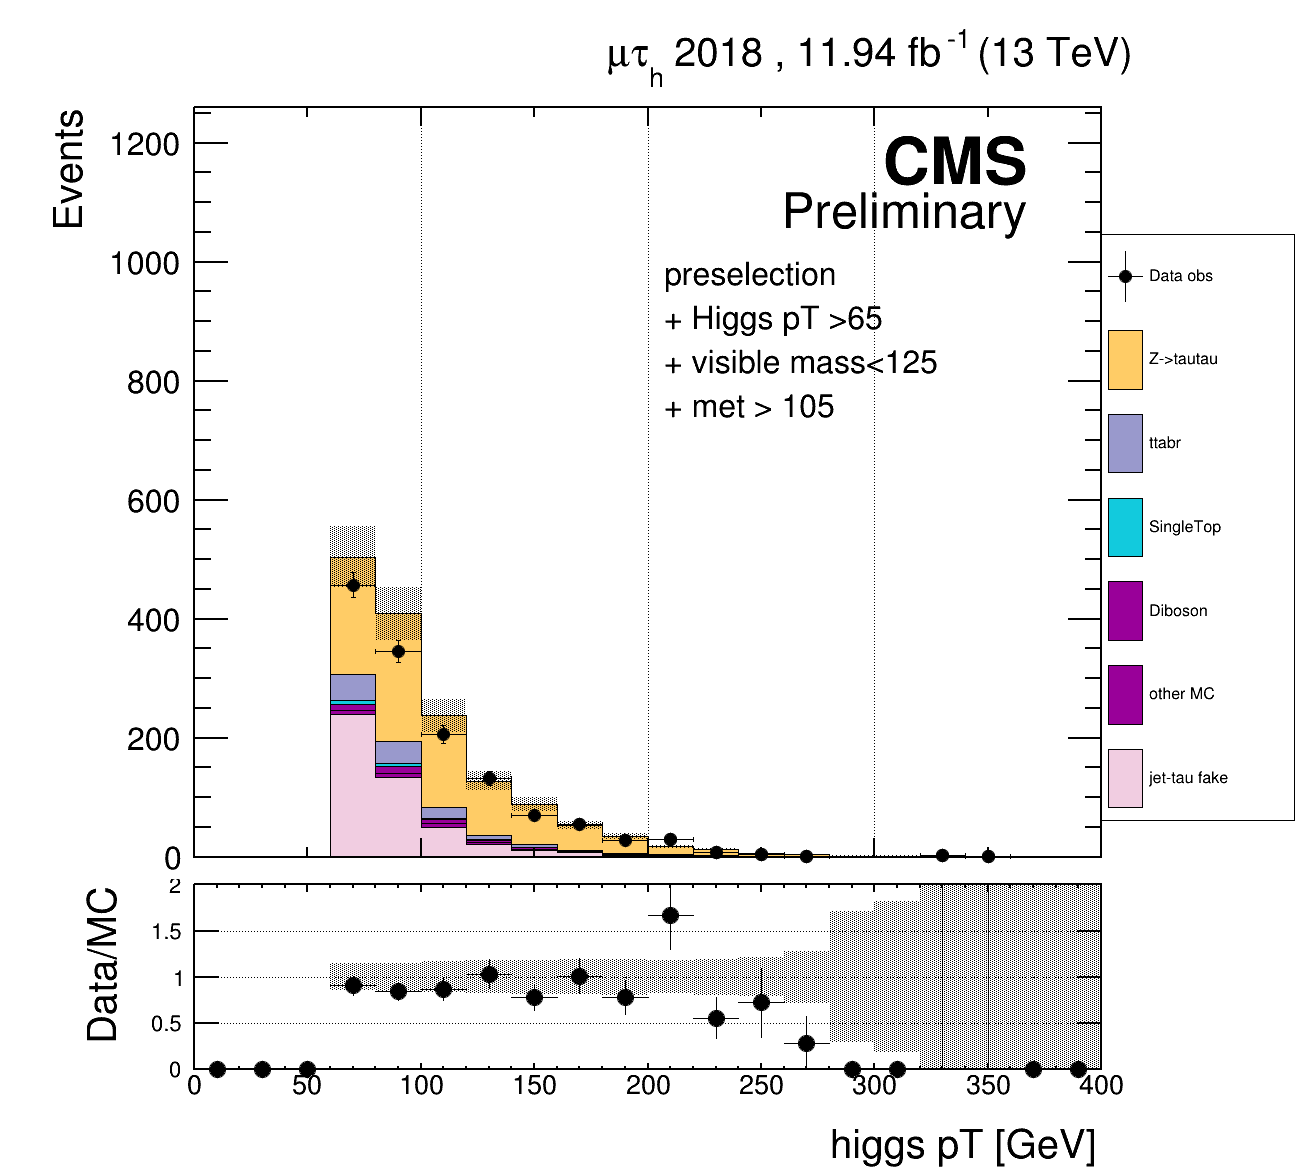 μτh 2018 , 11.94 fb-1 (13 TeV)
Events
1200
1000
800
600
400
200
0
CMS
Preliminary
preselection
+ Higgs pT >65
+ visible mass<125
+ met > 105
Data obs
Z->tautau
ttabr
SingleTop
Diboson
other MC
jet-tau fake
Data/MC
2
1.5
1
0.5
0
0 50 100 150 200 250 300 350 400
higgs pT [GeV]